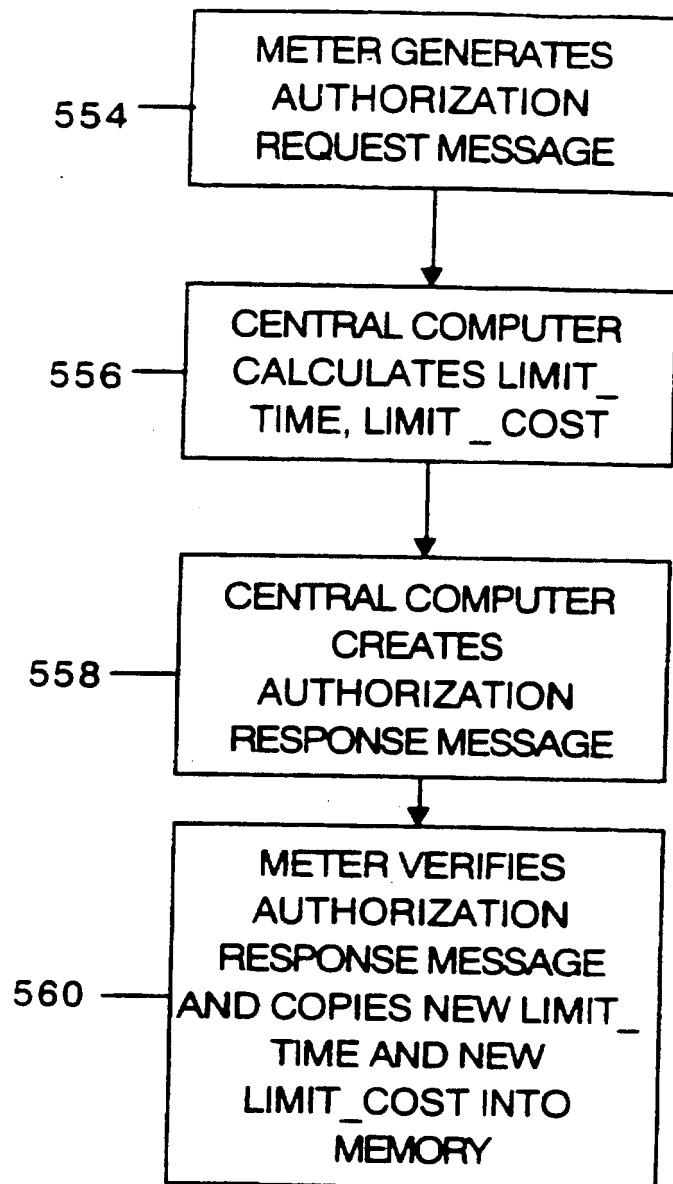 METER GENERATES
AUTHORIZATION
REQUEST MESSAGE
554
CENTRAL COMPUTER
CALCULATES LIMIT_
TIME, LIMIT _ COST
556
CENTRAL COMPUTER
CREATES
AUTHORIZATION
RESPONSE MESSAGE
558
METER VERIFIES
AUTHORIZATION
RESPONSE MESSAGE
AND COPIES NEW LIMIT_
TIME AND NEW
LIMIT_COST INTO
MEMORY
560